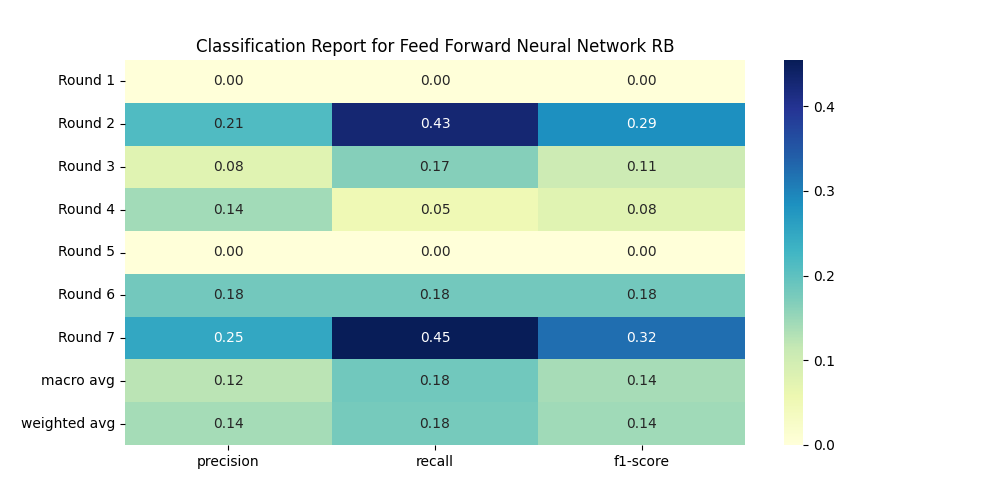 Classification Report for Feed Forward Neural Network RB
Round 1 0.00 0.00 0.00
Round 2 0.21 0.43 0.29
Round 3 0.08 0.17 0.11
Round 4 0.14 0.05 0.08
Round 5 0.00 0.00 0.00
Round 6 0.18 0.18 0.18
Round 7 0.25 0.45 0.32
macro avg 0.12 0.18 0.14
weighted avg 0.14 0.18 0.14
precision recall f1-score
0.4
0.3
0.2
0.1
0.0